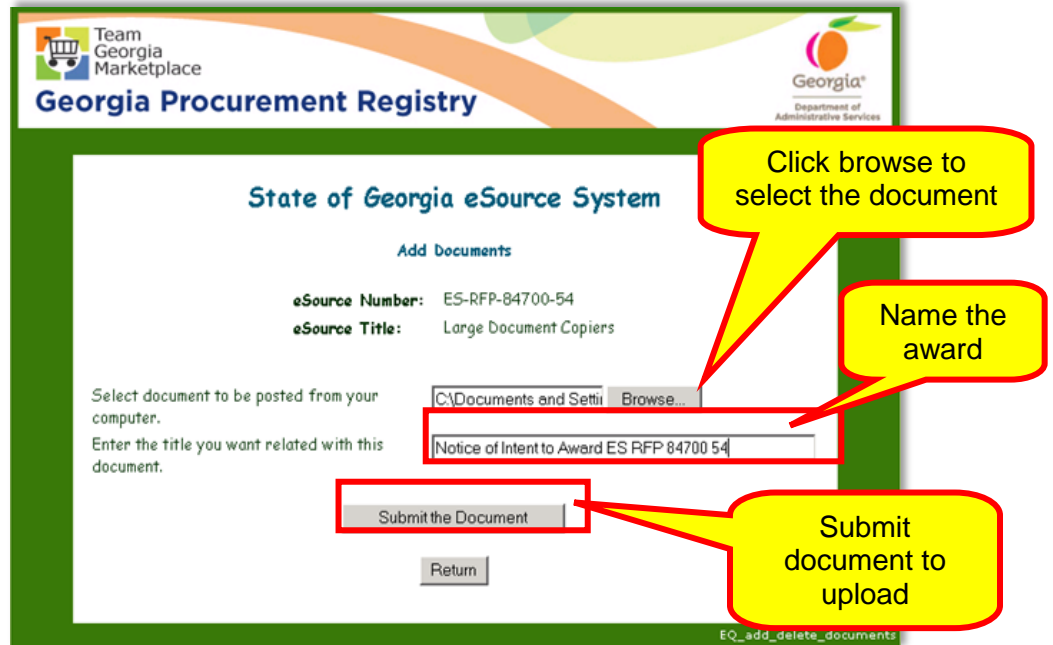 Team
Georgia
Marketplace
Georgia Procurement Registry
Georgia®
Department of
Administrative Services
Click browse to
select the document
State of Georgia eSource System
Add Documents
eSource Number: ES-RFP-84700-54
eSource Title: Large Document Copiers
Name the
award
Select document to be posted from your
computer.
C:\Documents and Settin Browse...
Enter the title you want related with this
document.
Notice of Intent to Award ES RFP 84700 54
Submit the Document
Submit
document to
upload
Return
EQ_add_delete_documents